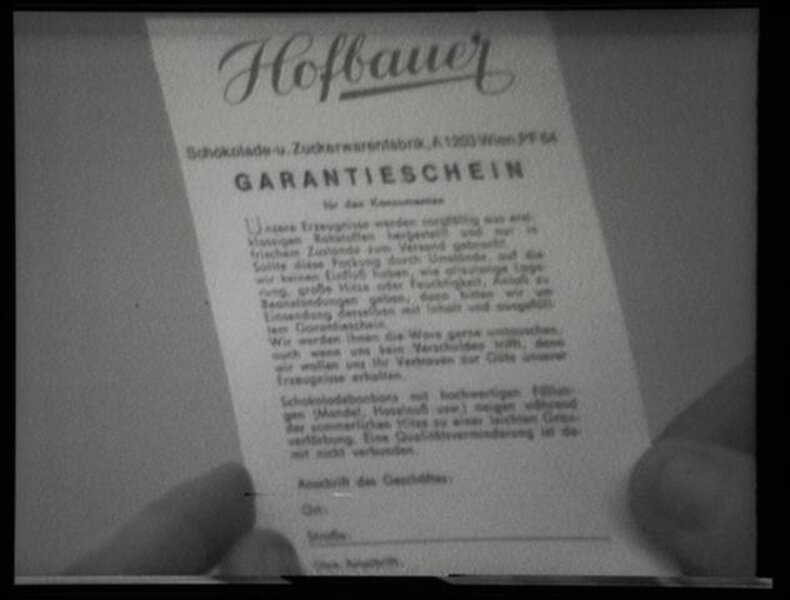 Hofbauer
Schokolade-u. Zuckerwarenfabrik, A 1203 Wien, PF 64
GARANTIESCHEIN
für den Konsumenten
Unsere Erzeugnisse werden sorgfältig aus erst-
klassigen Rohstoffen hergestellt und nur in
frischem Zustande zum Versand gebracht.
Sollte diese Packung durch Umstände, auf die
wir keinen Einfluß haben, wie allzulange Lage-
rung, große Hitze oder Feuchtigkeit, Anlaß zu
Beanstandungen geben, dann bitten wir um
Einsendung derselben mit Inhalt und ausgefüll-
tem Garantieschein.
Wir werden Ihnen die Ware gerne umtauschen,
auch wenn uns kein Verschulden trifft, denn
wir wollen uns Ihr Vertrauen zur Güte unserer
Erzeugnisse erhalten.
Schokoladebonbons mit hochwertigen Füllun-
gen (Mandel, Haselnuß usw.) neigen während
der sommerlichen Hitze zu einer leichten Grau-
verfärbung. Eine Qualitätsverminderung ist da-
mit nicht verbunden.
Anschrift des Geschäftes:
Ort:
Straße:
Anschrift: